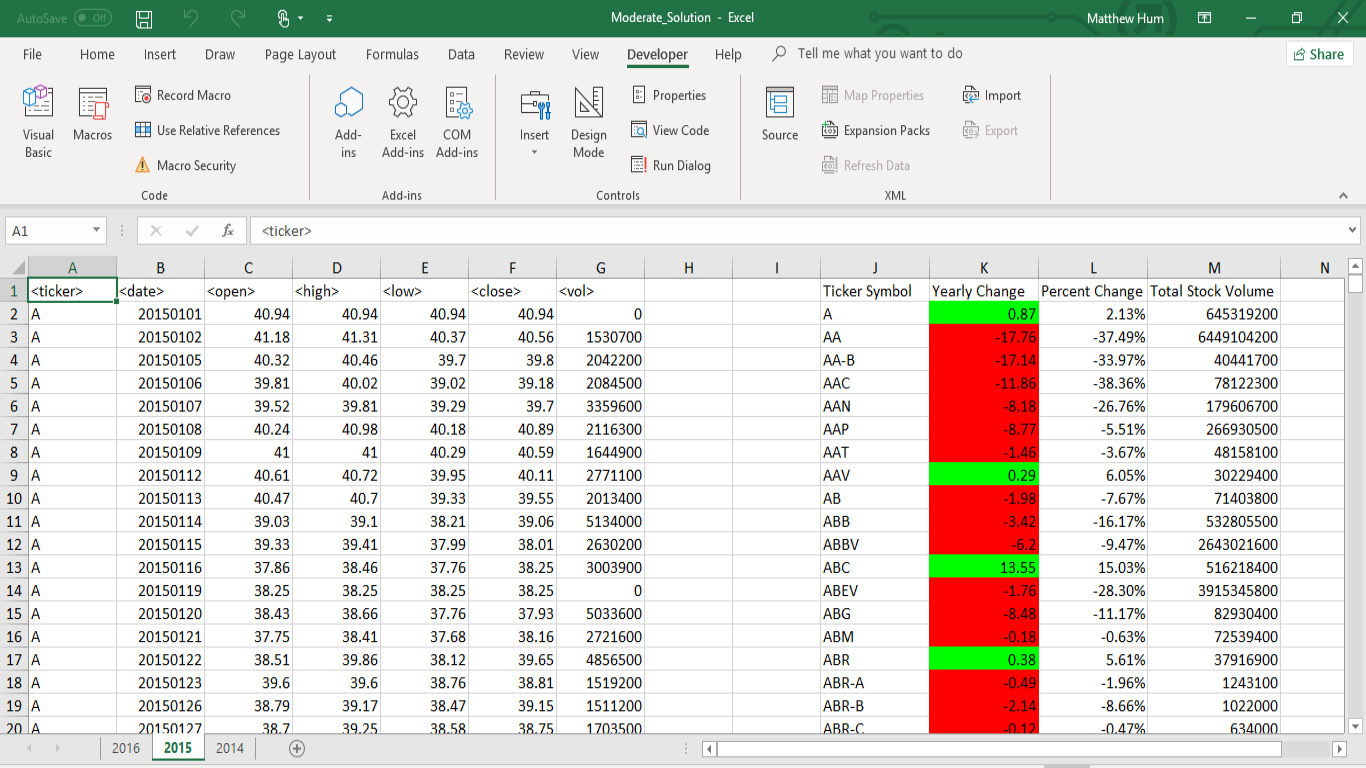 AutoSave Off Moderate_Solution - Excel Matthew Hum
File Home Insert Draw Page Layout Formulas Data Review View Developer Help Tell me what you want to do Share
Visual Basic
Macros
Record Macro
Use Relative References
Macro Security
Code
Add-ins
Excel Add-ins
COM Add-ins
Add-ins
Insert
Design Mode
Properties
View Code
Run Dialog
Controls
Source
Map Properties
Expansion Packs
Refresh Data
Import
Export
XML
A1 fx <ticker>
A B C D E F G H I J K L M N
1 <ticker> <date> <open> <high> <low> <close> <vol> Ticker Symbol Yearly Change Percent Change Total Stock Volume
2 A 20150101 40.94 40.94 40.94 40.94 0 A 0.87 2.13% 645319200
3 A 20150102 41.18 41.31 40.37 40.56 1530700 AA -17.76 -37.49% 6449104200
4 A 20150105 40.32 40.46 39.7 39.8 2042200 AA-B -17.14 -33.97% 40441700
5 A 20150106 39.81 40.02 39.02 39.18 2084500 AAC -11.86 -38.36% 78122300
6 A 20150107 39.52 39.81 39.29 39.7 3359600 AAN -8.18 -26.76% 179606700
7 A 20150108 40.24 40.98 40.18 40.89 2116300 AAP -8.77 -5.51% 266930500
8 A 20150109 41 41 40.29 40.59 1644900 AAT -1.46 -3.67% 48158100
9 A 20150112 40.61 40.72 39.95 40.11 2771100 AAV 0.29 6.05% 30229400
10 A 20150113 40.47 40.7 39.33 39.55 2013400 AB -1.98 -7.67% 71403800
11 A 20150114 39.03 39.1 38.21 39.06 5134000 ABB -3.42 -16.17% 532805500
12 A 20150115 39.33 39.41 37.99 38.01 2630200 ABBV -6.2 -9.47% 2643021600
13 A 20150116 37.86 38.46 37.76 38.25 3003900 ABC 13.55 15.03% 516218400
14 A 20150119 38.25 38.25 38.25 38.25 0 ABEV -1.76 -28.30% 3915345800
15 A 20150120 38.43 38.66 37.76 37.93 5033600 ABG -8.48 -11.17% 82930400
16 A 20150121 37.75 38.41 37.68 38.16 2721600 ABM -0.18 -0.63% 72539400
17 A 20150122 38.51 39.86 38.12 39.65 4856500 ABR 0.38 5.61% 37916900
18 A 20150123 39.6 39.6 38.76 38.81 1519200 ABR-A -0.49 -1.96% 1243100
19 A 20150126 38.79 39.17 38.47 39.15 1511200 ABR-B -2.14 -8.66% 1022000
20 A 20150127 38.7 39.25 38.58 38.75 1703500 ABR-C -0.12 -0.47% 634000
2016 2015 2014